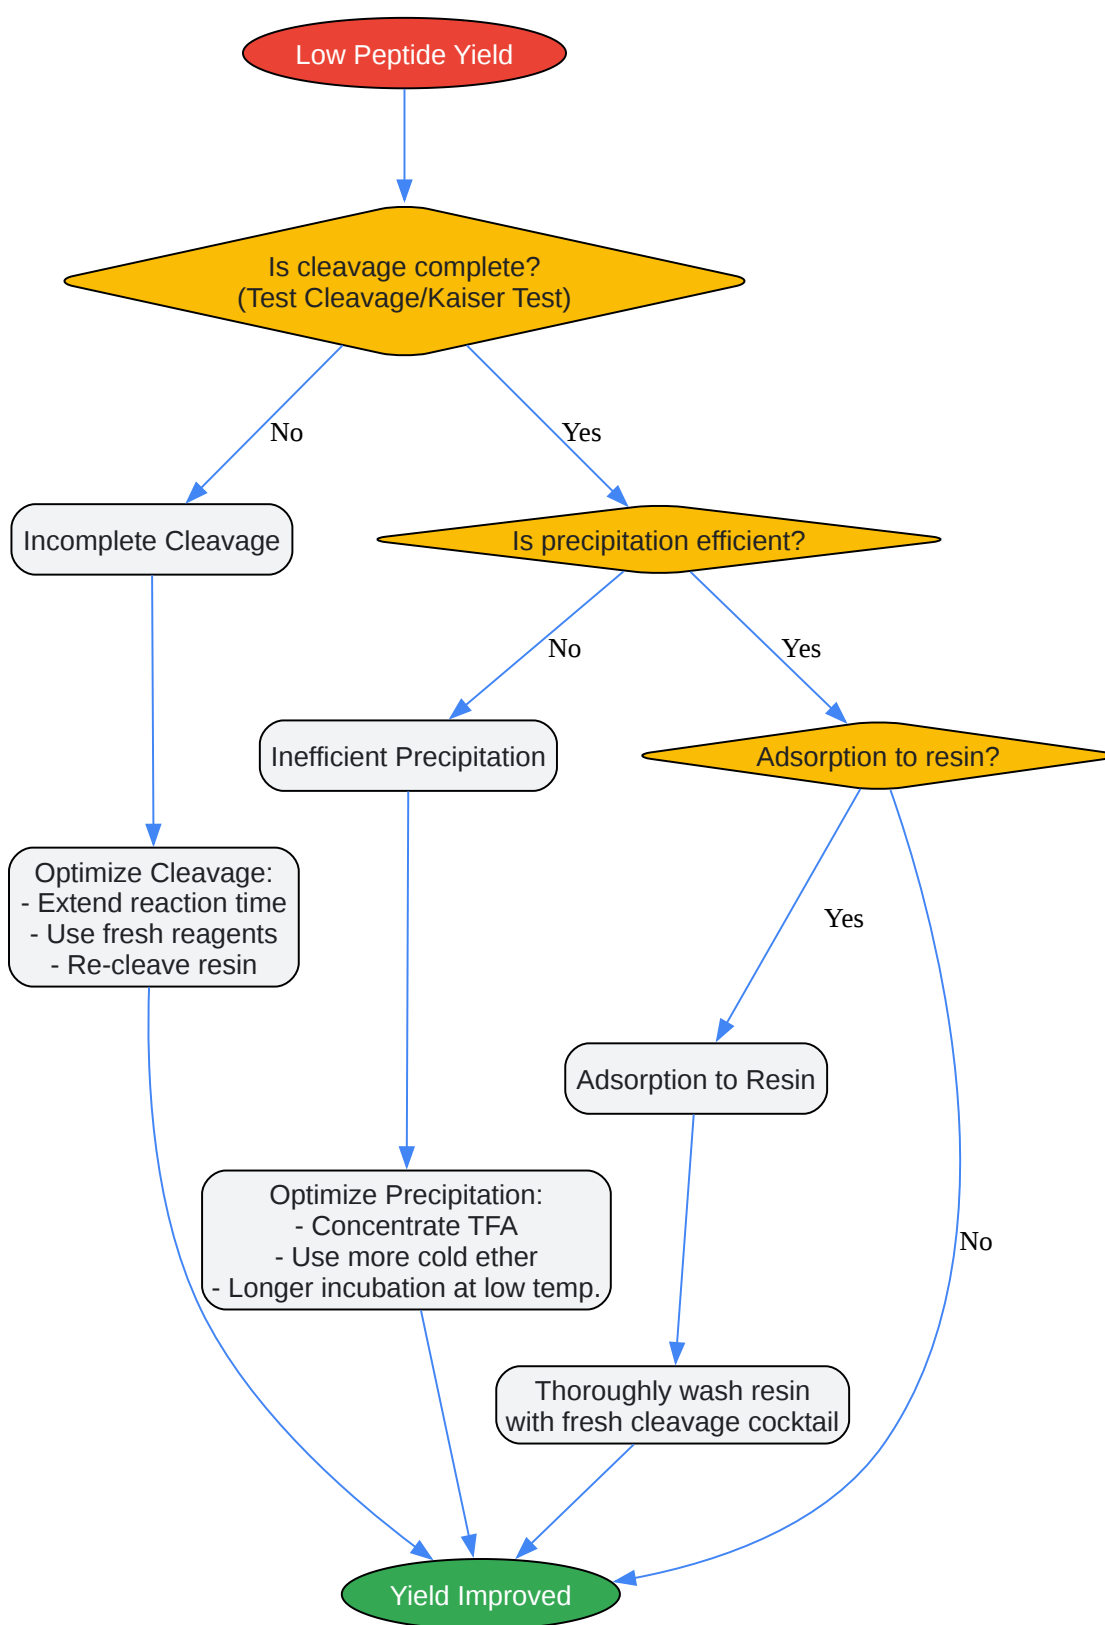 Low Peptide Yield
Is cleavage complete?
(Test Cleavage/Kaiser Test)
No
Yes
Incomplete Cleavage
Is precipitation efficient?
No
Yes
Inefficient Precipitation
Adsorption to resin?
Optimize Cleavage:
- Extend reaction time
- Use fresh reagents
- Re-cleave resin
Yes
Adsorption to Resin
Optimize Precipitation:
- Concentrate TFA
- Use more cold ether
- Longer incubation at low temp.
No
Thoroughly wash resin
with fresh cleavage cocktail
Yield Improved